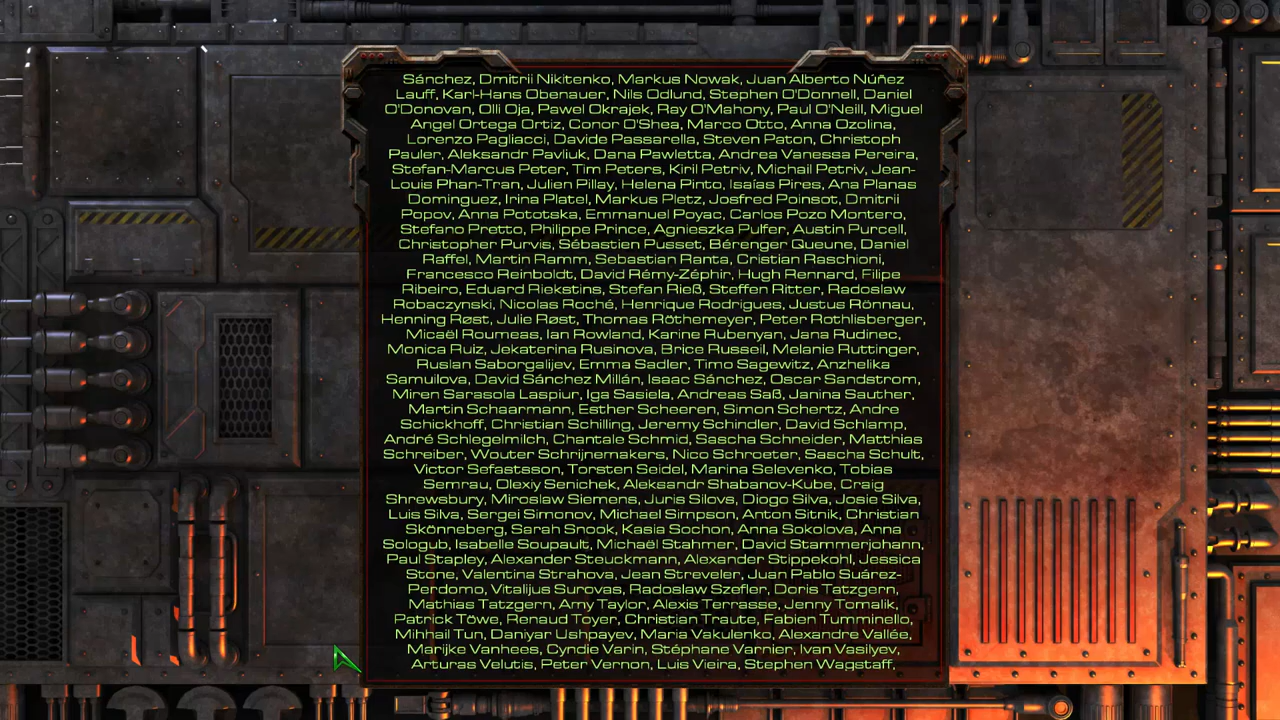 Sánchez, Dmitrii Nikitenko, Markus Nowak, Juan Alberto Núñez
Lauff, Karl-Hans Obenauer, Nils Odlund, Stephen O'Donnell, Daniel
O'Donovan, Olli Oja, Pawel Okrajek, Ray O'Mahony, Paul O'Neill, Miguel
Angel Ortega Ortiz, Conor O'Shea, Marco Otto, Anna Ozolina,
Lorenzo Pagliacci, Davide Passarella, Steven Paton, Christoph
Pauler, Aleksandr Pavliuk, Dana Pawletta, Andrea Vanessa Pereira,
Stefan-Marcus Peter, Tim Peters, Kiril Petriv, Michail Petriv, Jean-
Louis Phan-Tran, Julien Pillay, Helena Pinto, Isaías Pires, Ana Planas
Dominguez, Irina Platel, Markus Pletz, Josfred Poinsot, Dmitrii
Popov, Anna Pototska, Emmanuel Poyac, Carlos Pozo Montero,
Stefano Pretto, Philippe Prince, Agnieszka Pulfer, Austin Purcell,
Christopher Purvis, Sébastien Pusset, Bérenger Queune, Daniel
Raffel, Martin Ramm, Sebastian Ranta, Cristian Raschioni,
Francesco Reinboldt, David Rémy-Zéphir, Hugh Rennard, Filipe
Ribeiro, Eduard Riekstins, Stefan Rieß, Steffen Ritter, Radoslaw
Robaczynski, Nicolas Roché, Henrique Rodrigues, Justus Rönnau,
Henning Røst, Julie Røst, Thomas Röthemeyer, Peter Rothlisberger,
Micaël Roumeas, Ian Rowland, Karine Rubenyan, Jana Rudinec,
Monica Ruiz, Jekaterina Rusinova, Brice Russeil, Melanie Ruttinger,
Ruslan Saborgalijev, Emma Sadler, Timo Sagewitz, Anzhelika
Samuilova, David Sánchez Millán, Isaac Sánchez, Oscar Sandstrom,
Miren Sarasola Laspiur, Iga Sasiela, Andreas Saß, Janina Sauther,
Martin Schaarmann, Esther Scheeren, Simon Schertz, Andre
Schickhoff, Christian Schilling, Jeremy Schindler, David Schlamp,
André Schlegelmilch, Chantale Schmid, Sascha Schneider, Matthias
Schreiber, Wouter Schrijnemakers, Nico Schroeter, Sascha Schult,
Victor Sefastsson, Torsten Seidel, Marina Selevenko, Tobias
Semrau, Olexiy Senichek, Aleksandr Shabanov-Kube, Craig
Shrewsbury, Miroslaw Siemens, Juris Silovs, Diogo Silva, Josie Silva,
Luis Silva, Sergei Simonov, Michael Simpson, Anton Sitnik, Christian
Skönneberg, Sarah Snook, Kasia Sochon, Anna Sokolova, Anna
Sologub, Isabelle Soupault, Michaël Stahmer, David Stammerjohann,
Paul Stapley, Alexander Steuckmann, Alexander Stippekohl, Jessica
Stone, Valentina Strahova, Jean Streveler, Juan Pablo Suárez-
Perdomo, Vitalijus Surovas, Radoslaw Szefler, Doris Tatzgern,
Mathias Tatzgern, Amy Taylor, Alexis Terrasse, Jenny Tomalik,
Patrick Töwe, Renaud Toyer, Christian Traute, Fabien Tumminello,
Mihhail Tun, Daniyar Ushpayev, Maria Vakulenko, Alexandre Vallée,
Marijke Vanhees, Cyndie Varin, Stéphane Varnier, Ivan Vasilyev,
Arturas Velutis, Peter Vernon, Luis Vieira, Stephen Wagstaff,